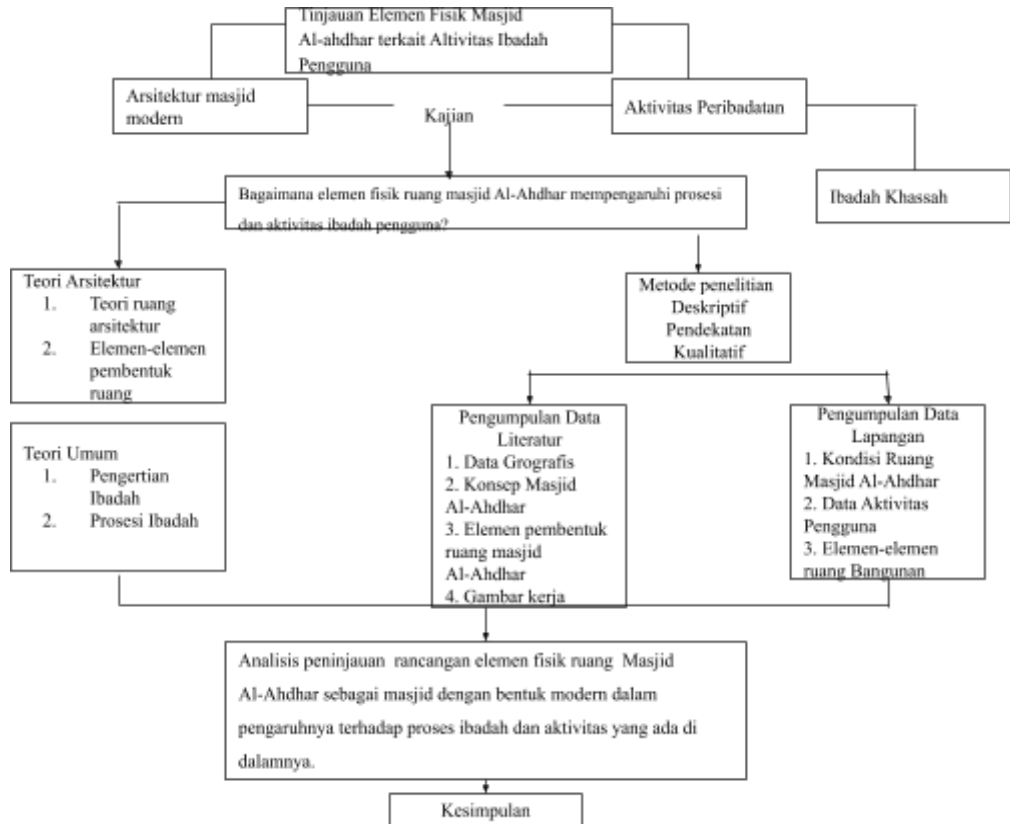 Tinjauan Elemen Fisik Masjid
Al-ahdhar terkait Altivitas Ibadah
Pengguna
Arsitektur masjid
modern
Kajian
Aktivitas Peribadatan
Ibadah Khassah
Bagaimana elemen fisik ruang masjid Al-Ahdhar mempengaruhi prosesi
dan aktivitas ibadah pengguna?
Teori Arsitektur
1. Teori ruang
arsitektur
2. Elemen-elemen
pembentuk
ruang
Metode penelitian
Deskriptif
Pendekatan
Kualitatif
Teori Umum
1. Pengertian
Ibadah
2. Prosesi Ibadah
Pengumpulan Data
Literatur
1. Data Grografis
2. Konsep Masjid
Al-Ahdhar
3. Elemen pembentuk
ruang masjid
Al-Ahdhar
4. Gambar kerja
Pengumpulan Data
Lapangan
1. Kondisi Ruang
Masjid Al-Ahdhar
2. Data Aktivitas
Pengguna
3. Elemen-elemen
ruang Bangunan
Analisis peninjauan rancangan elemen fisik ruang Masjid
Al-Ahdhar sebagai masjid dengan bentuk modern dalam
pengaruhnya terhadap proses ibadah dan aktivitas yang ada di
dalamnya.
Kesimpulan